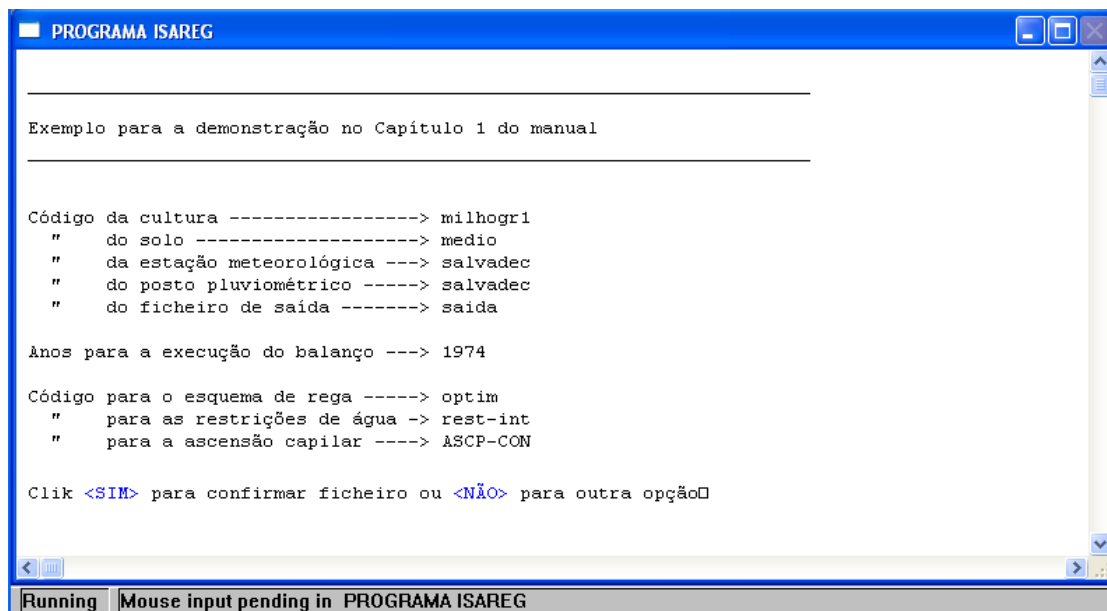 PROGRAMA ISAREG
Exemplo para a demonstração no Capítulo 1 do manual
Código da cultura -----------------> milhogr1
" do solo --------------------> medio
" da estação meteorológica ---> salvadec
" do posto pluviométrico -----> salvadec
" do ficheiro de saída -------> saida
Anos para a execução do balanço ---> 1974
Código para o esquema de rega -----> optim
" para as restrições de água -> rest-int
" para a ascensão capilar ----> ASCP-CON
Clik <SIM> para confirmar ficheiro ou <NÃO> para outra opção
Running Mouse input pending in PROGRAMA ISAREG